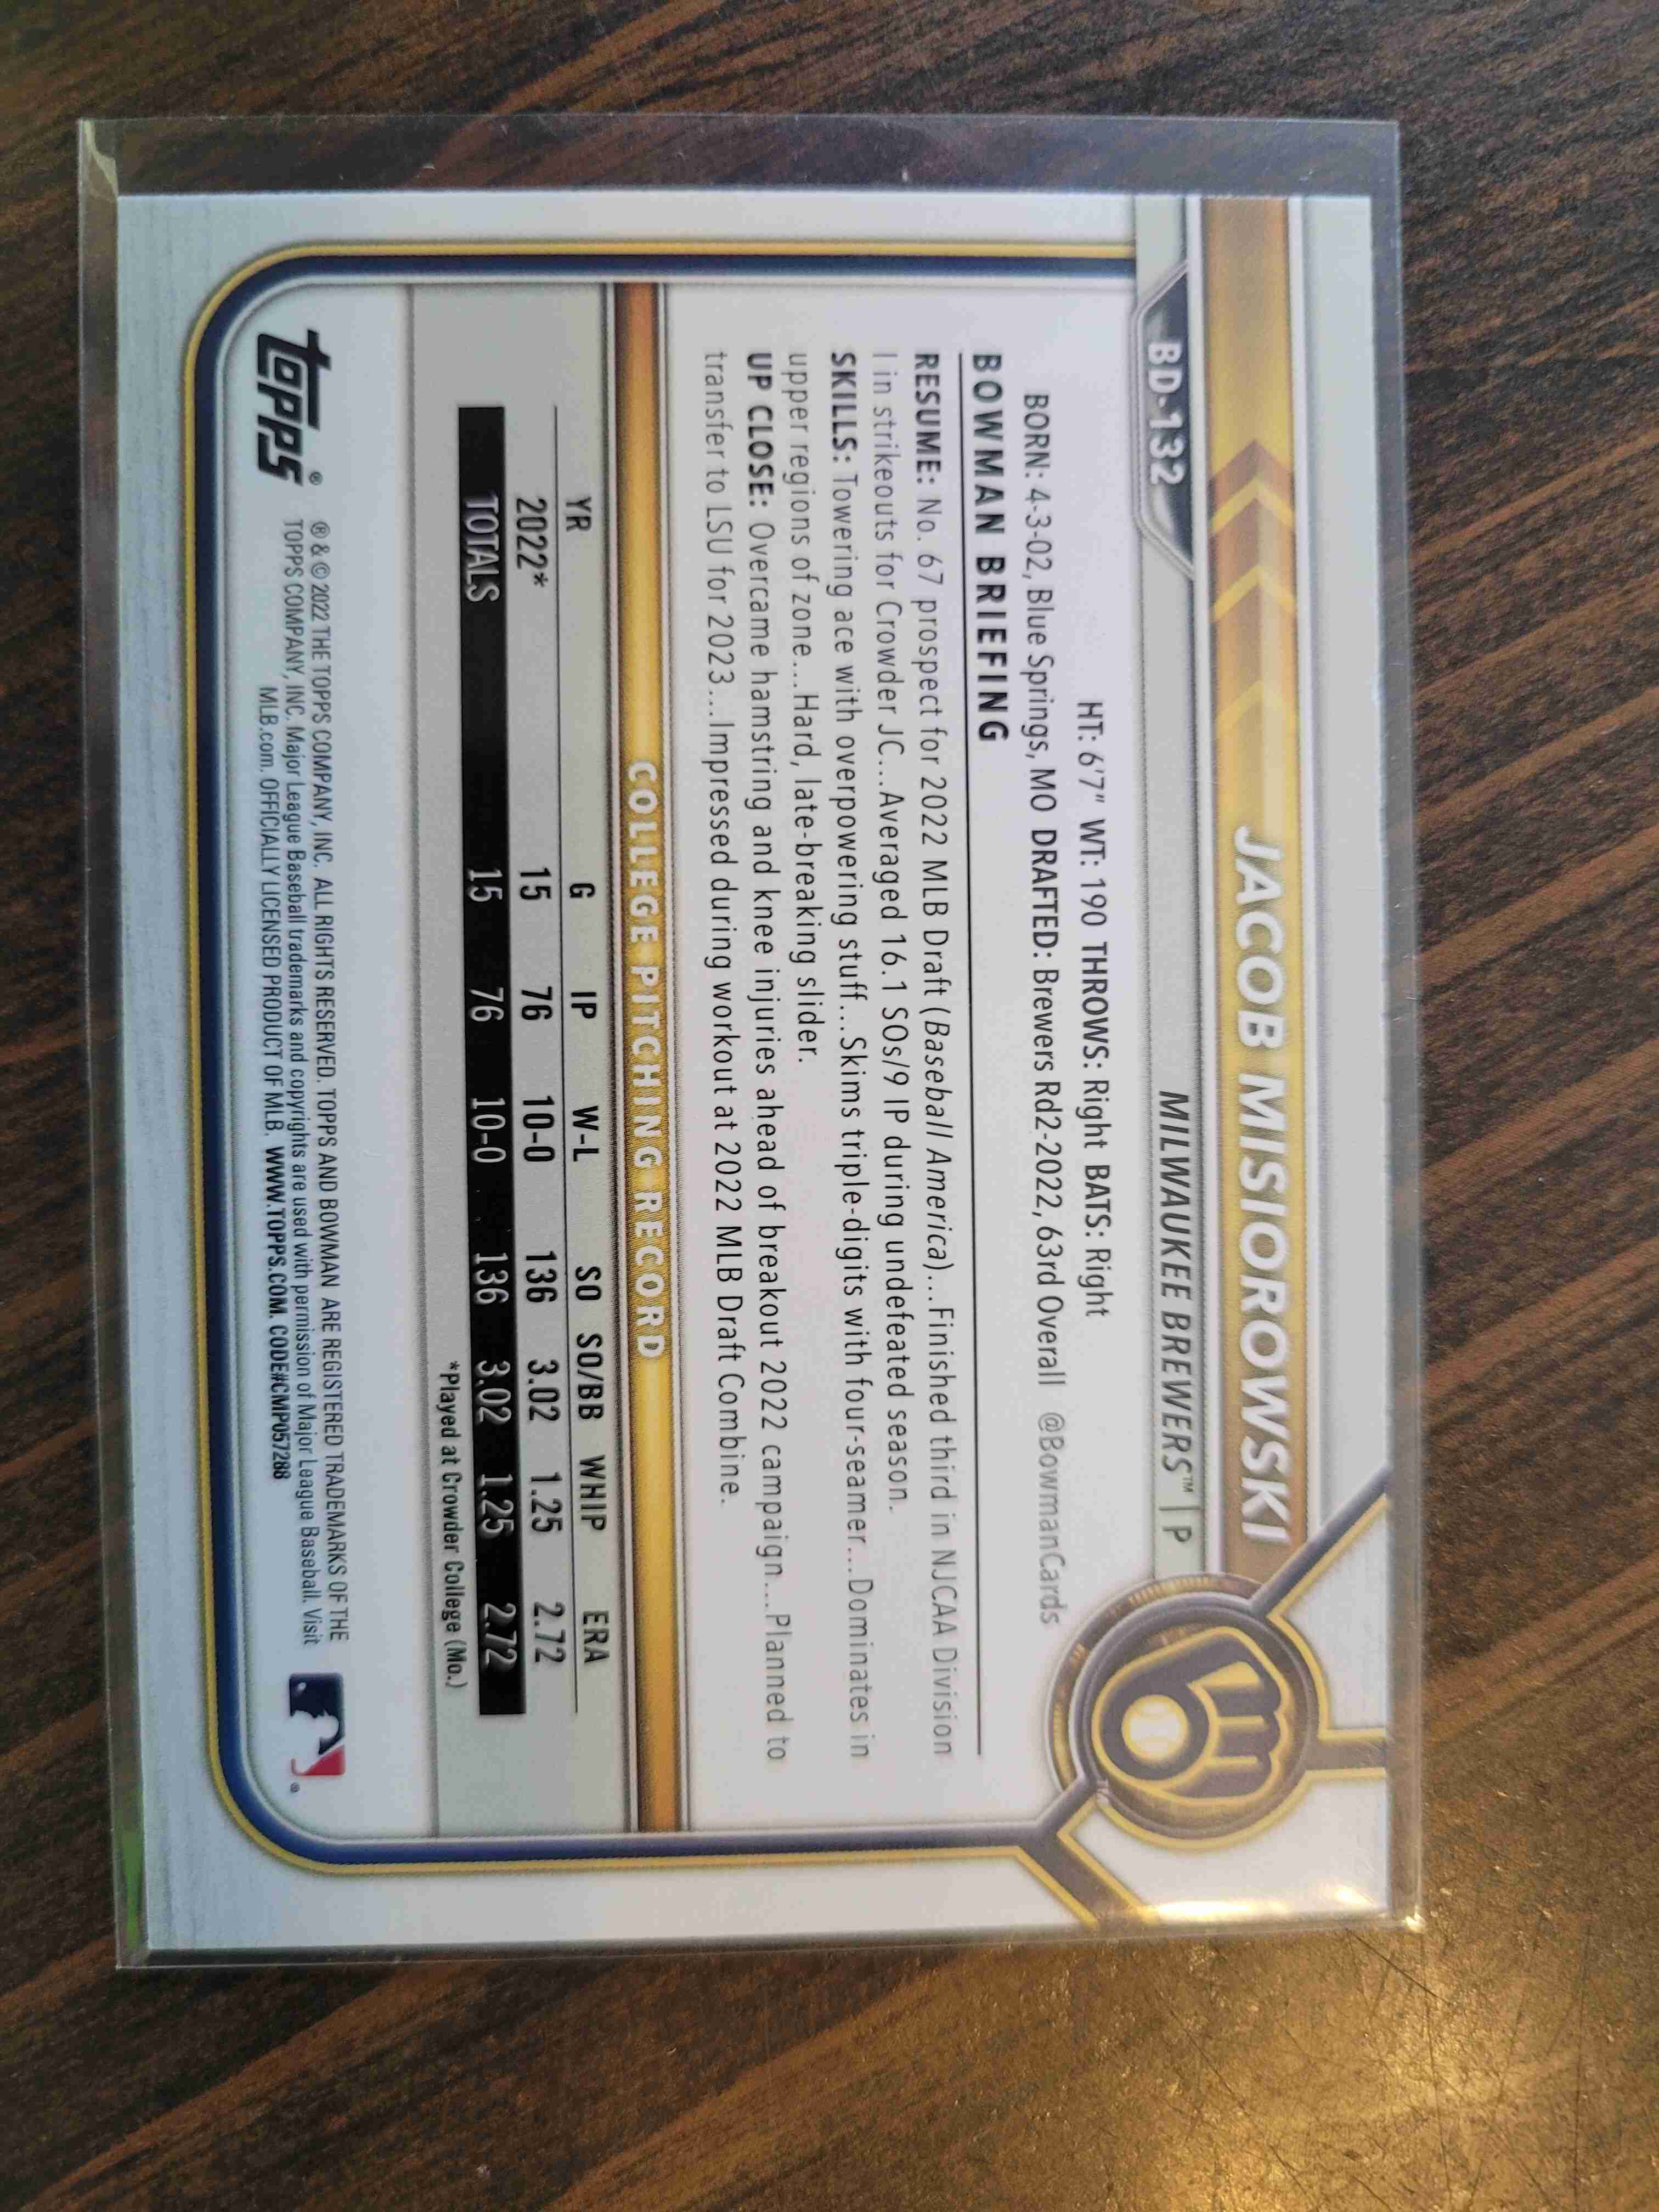 JACOB MISIOROWSKI
BD-132
MILWAUKEE BREWERS™ | P
HT: 6'7" WT: 190 THROWS: Right BATS: Right
BORN: 4-3-02, Blue Springs, MO DRAFTED: Brewers Rd2-2022, 63rd Overall @BowmanCards
BOWMAN BRIEFING
RESUME: No. 67 prospect for 2022 MLB Draft (Baseball America)...Finished third in NJCAA Division
I in strikeouts for Crowder JC...Averaged 16.1 SOs/9 IP during undefeated season.
SKILLS: Towering ace with overpowering stuff...Skims triple-digits with four-seamer...Dominates in
upper regions of zone...Hard, late-breaking slider.
UP CLOSE: Overcame hamstring and knee injuries ahead of breakout 2022 campaign...Planned to
transfer to LSU for 2023...Impressed during workout at 2022 MLB Draft Combine.
COLLEGE PITCHING RECORD
YR G IP W-L SO SO/BB WHIP ERA
2022* 15 76 10-0 136 3.02 1.25 2.72
TOTALS 15 76 10-0 136 3.02 1.25 2.72
*Played at Crowder College (Mo.)
topps®
® & © 2022 THE TOPPS COMPANY, INC. ALL RIGHTS RESERVED. TOPPS AND BOWMAN ARE REGISTERED TRADEMARKS OF THE
TOPPS COMPANY, INC. Major League Baseball trademarks and copyrights are used with permission of Major League Baseball. Visit
MLB.com. OFFICIALLY LICENSED PRODUCT OF MLB. WWW.TOPPS.COM. CODE#CMP057288
®